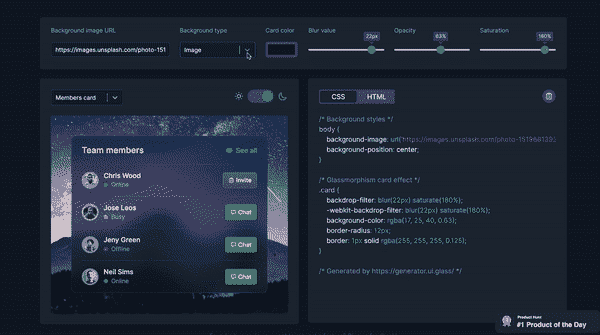 Background image URL
Background type
Card color
Blur value
Opacity
Saturation
22px
63%
180%
https://images.unsplash.com/photo-151
Image
Members card
CSS
HTML
Team members
See all
Chris Wood
Online
Invite
Jose Leos
Busy
Chat
Jeny Green
Offline
Chat
Neil Sims
Online
Chat
/* Background styles */
body {
background-image: url('https://images.unsplash.com/photo-151968139
background-position: center;
}
/* Glassmorphism card effect */
.card {
backdrop-filter: blur(22px) saturate(180%);
-webkit-backdrop-filter: blur(22px) saturate(180%);
background-color: rgba(17, 25, 40, 0.63);
border-radius: 12px;
border: 1px solid rgba(255, 255, 255, 0.125);
}
/* Generated by https://generator.ui.glass/ */
Product Hunt
#1 Product of the Day